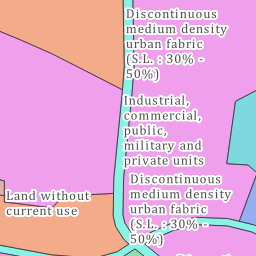 Discontinuous
medium density
urban fabric
(S.L. : 30% -
50%)
Industrial,
commercial,
public,
military and
private units
Land without
current use
Discontinuous
medium density
urban fabric
(S.L. : 30% -
50%)